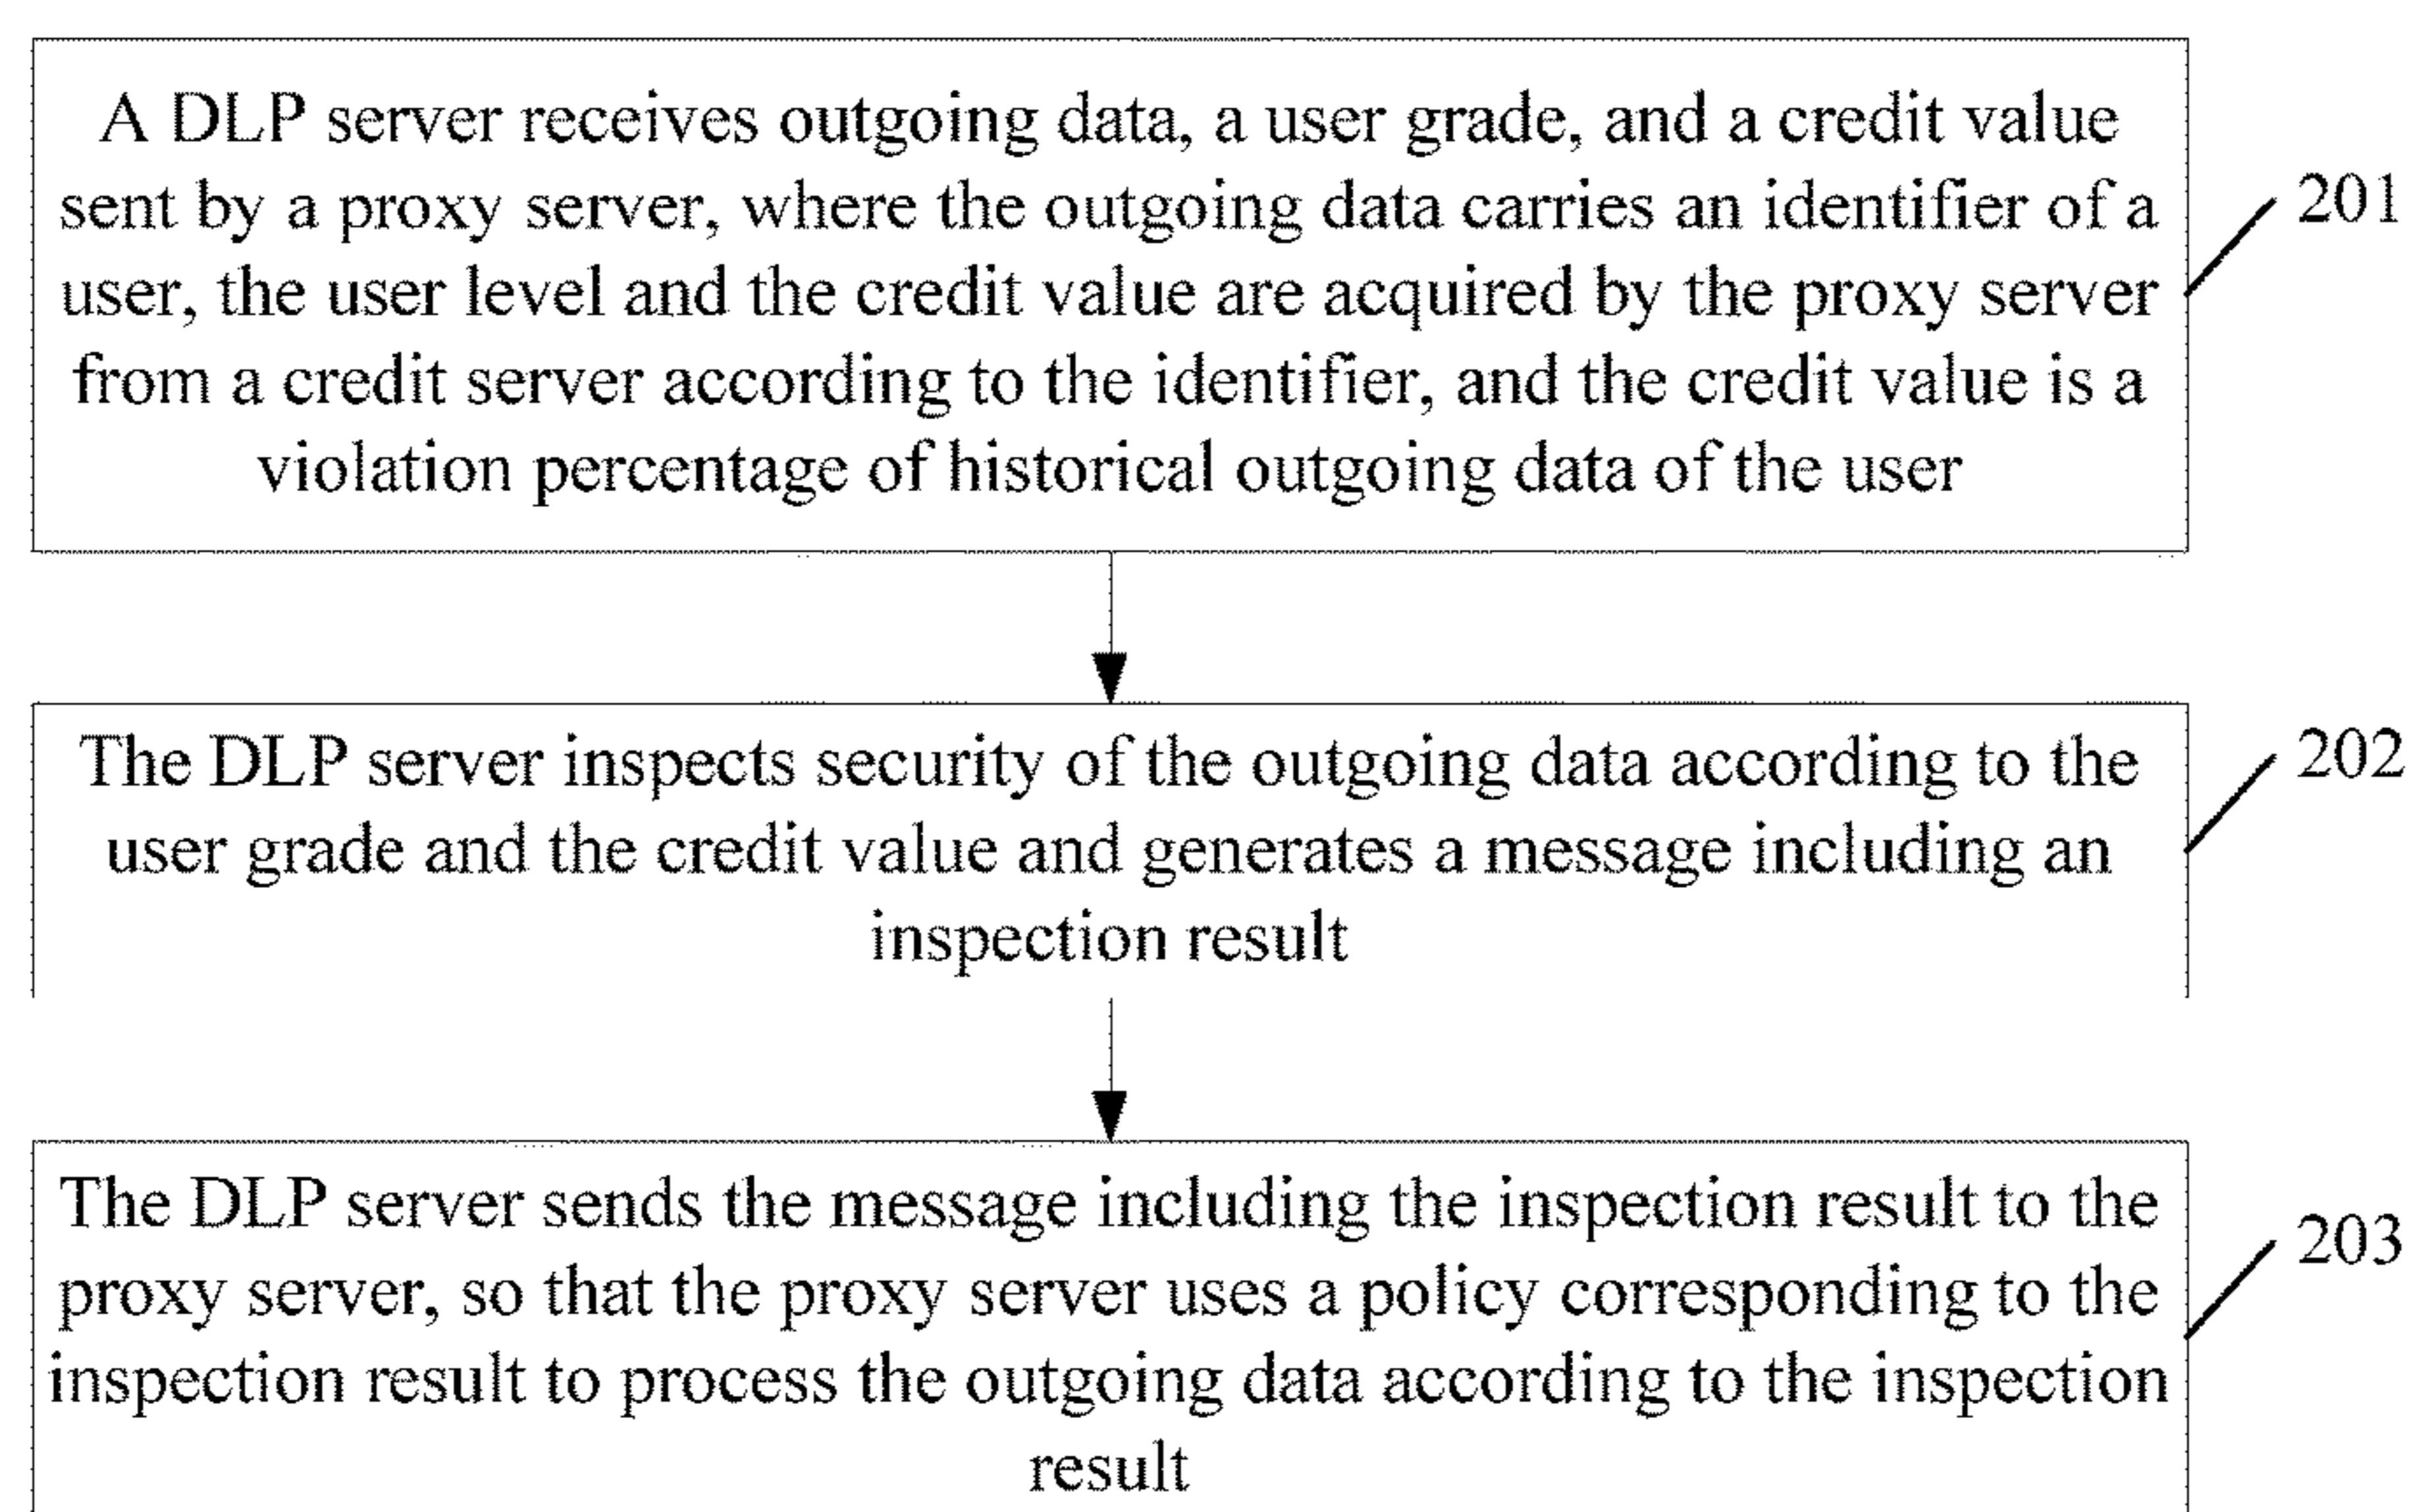 A DLP server receives outgoing data, a user grade, and a credit value
sent by a proxy server, where the outgoing data carries an identifier of a
user, the user level and the credit value are acquired by the proxy server
from a credit server according to the identifier, and the credit value is a
violation percentage of historical outgoing data of the user
201
The DLP server inspects security of the outgoing data according to the
user grade and the credit value and generates a message including an
inspection result
202
The DLP server sends the message including the inspection result to the
proxy server, so that the proxy server uses a policy corresponding to the
inspection result to process the outgoing data according to the inspection
result
203